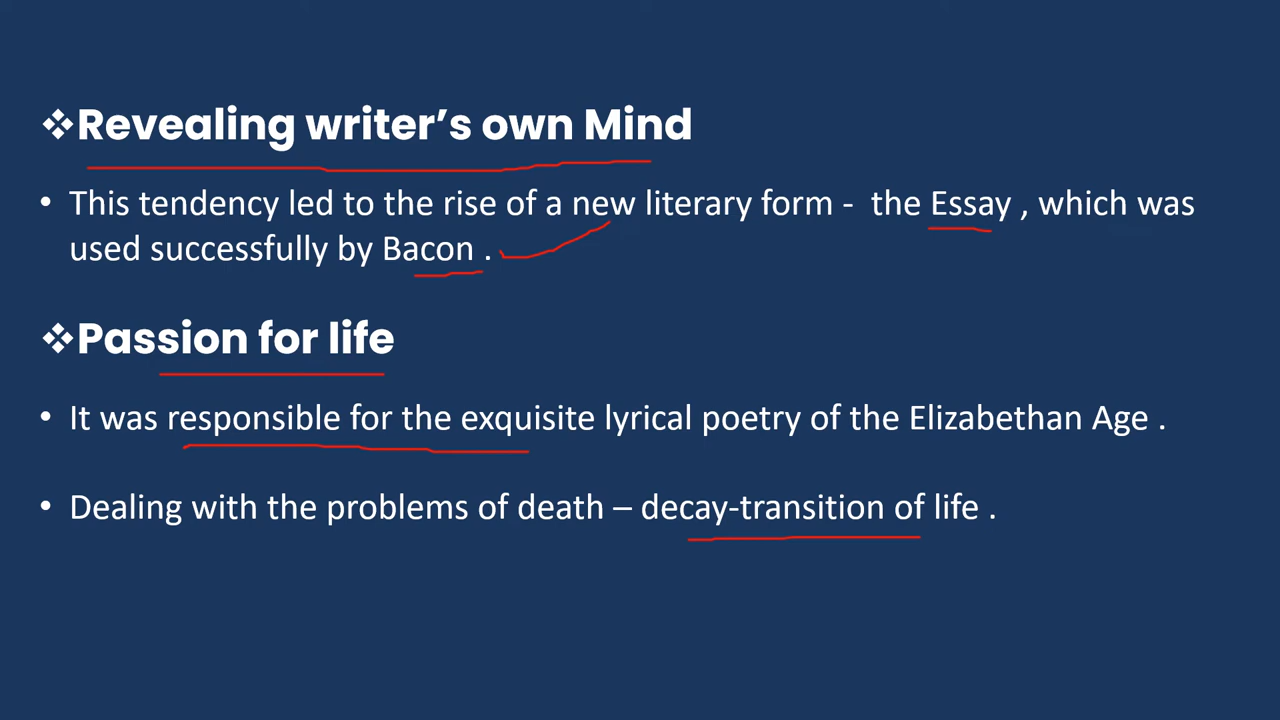 ❖Revealing writer’s own Mind
• This tendency led to the rise of a new literary form - the Essay , which was
used successfully by Bacon .
❖Passion for life
• It was responsible for the exquisite lyrical poetry of the Elizabethan Age .
• Dealing with the problems of death – decay-transition of life .